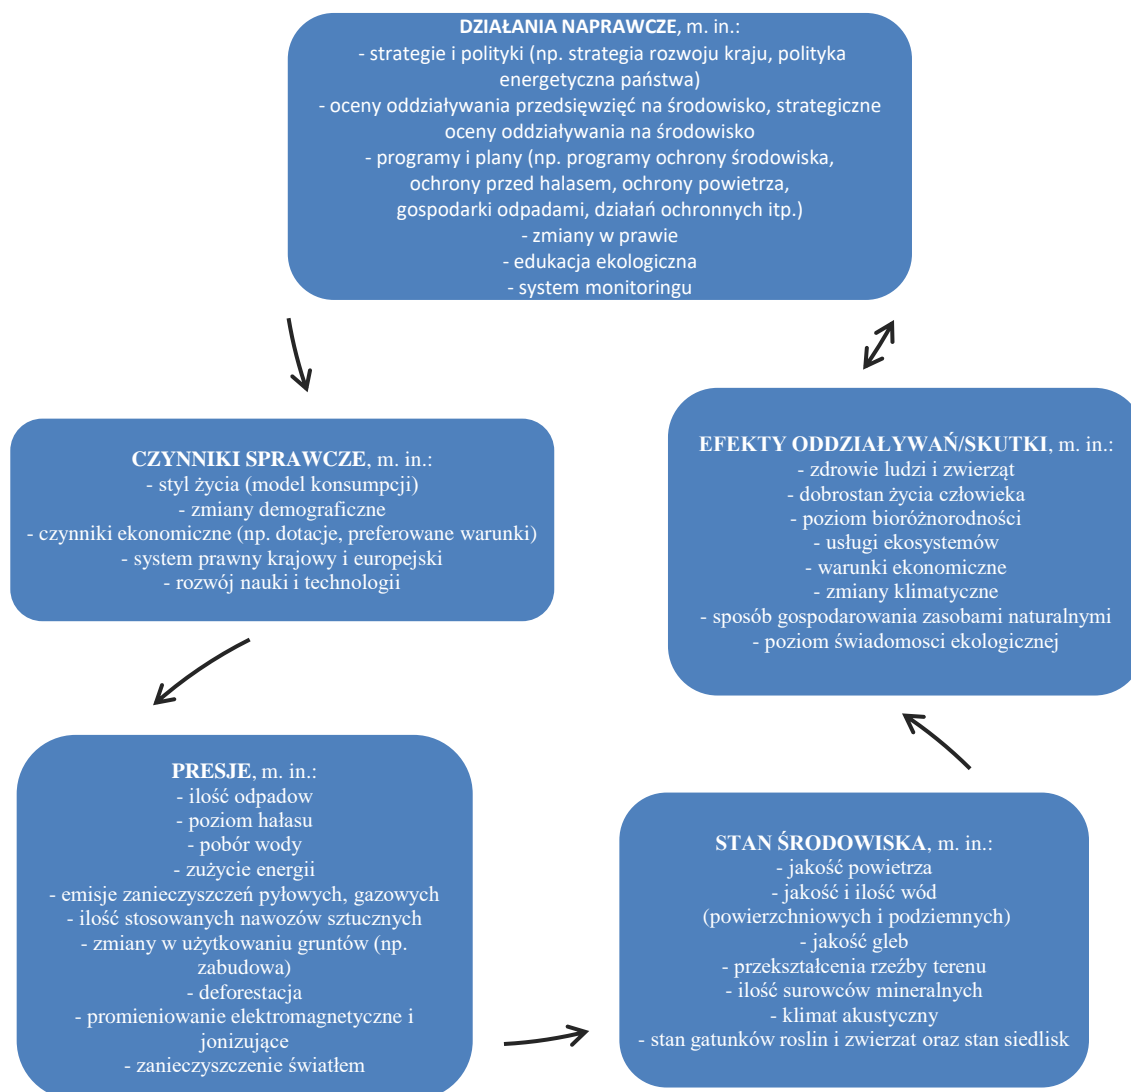 DZIAŁANIA NAPRAWCZE, m. in.:
- strategie i polityki (np. strategia rozwoju kraju, polityka
energetyczna państwa)
- oceny oddziaływania przedsięwzięć na środowisko, strategiczne
oceny oddziaływania na środowisko
- programy i plany (np. programy ochrony środowiska,
ochrony przed halasem, ochrony powietrza,
gospodarki odpadami, działań ochronnych itp.)
- zmiany w prawie
- edukacja ekologiczna
- system monitoringu
CZYNNIKI SPRAWCZE, m. in.:
- styl życia (model konsumpcji)
- zmiany demograficzne
- czynniki ekonomiczne (np. dotacje, preferowane warunki)
- system prawny krajowy i europejski
- rozwój nauki i technologii
PRESJE, m. in.:
- ilość odpadow
- poziom hałasu
- pobór wody
- zużycie energii
- emisje zanieczyszczeń pyłowych, gazowych
- ilość stosowanych nawozów sztucznych
- zmiany w użytkowaniu gruntów (np.
zabudowa)
- deforestacja
- promieniowanie elektromagnetyczne i
jonizujące
- zanieczyszczenie światłem
STAN ŚRODOWISKA, m. in.:
- jakość powietrza
- jakość i ilość wód
(powierzchniowych i podziemnych)
- jakość gleb
- przekształcenia rzeźby terenu
- ilość surowców mineralnych
- klimat akustyczny
- stan gatunków roslin i zwierzat oraz stan siedlisk
EFEKTY ODDZIAŁYWAŃ/SKUTKI, m. in.:
- zdrowie ludzi i zwierząt
- dobrostan życia człowieka
- poziom bioróżnorodności
- usługi ekosystemów
- warunki ekonomiczne
- zmiany klimatyczne
- sposób gospodarowania zasobami naturalnymi
- poziom świadomosci ekologicznej